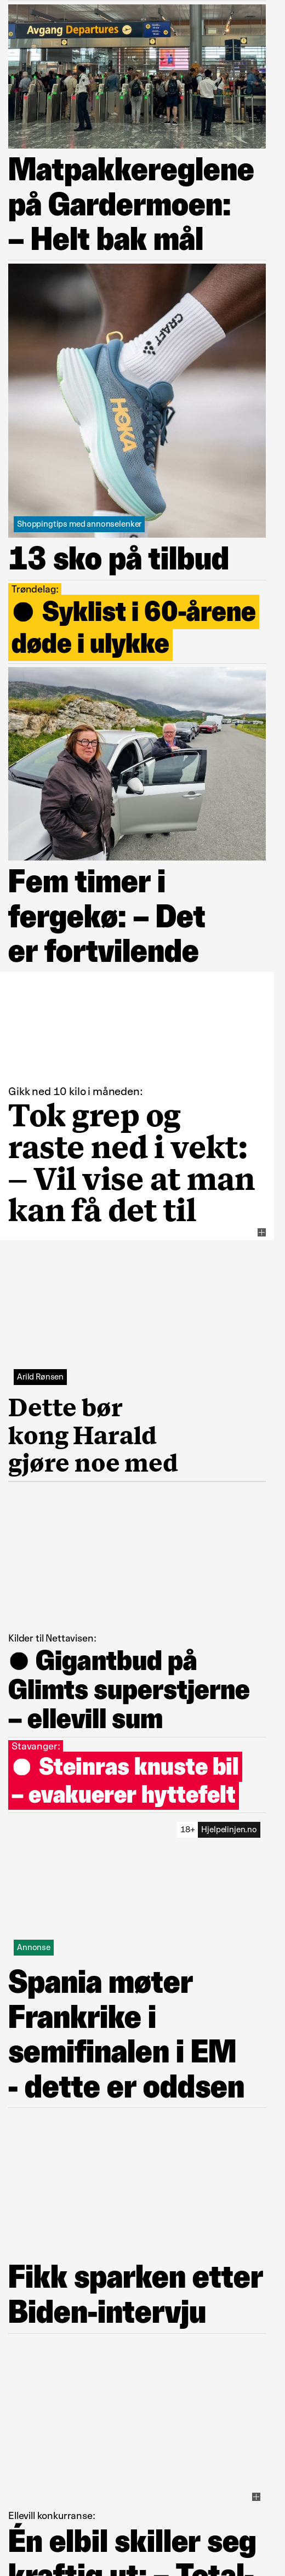 Avgang Departures
Matpakkereglene
på Gardermoen:
– Helt bak mål
CRAFT
HOKA
Shoppingtips med annonselenker
13 sko på tilbud
Trøndelag:
● Syklist i 60-årene
døde i ulykke
Fem timer i
fergekø: – Det
er fortvilende
Gikk ned 10 kilo i måneden:
Tok grep og
raste ned i vekt:
– Vil vise at man
kan få det til
Arild Rønsen
Dette bør
kong Harald
gjøre noe med
Kilder til Nettavisen:
● Gigantbud på
Glimts superstjerne
– ellevill sum
Stavanger:
● Steinras knuste bil
– evakuerer hyttefelt
18+ Hjelpelinjen.no
Annonse
Spania møter
Frankrike i
semifinalen i EM
- dette er oddsen
Fikk sparken etter
Biden-intervju
Ellevill konkurranse:
Én elbil skiller seg
kraftig ut: – Total-